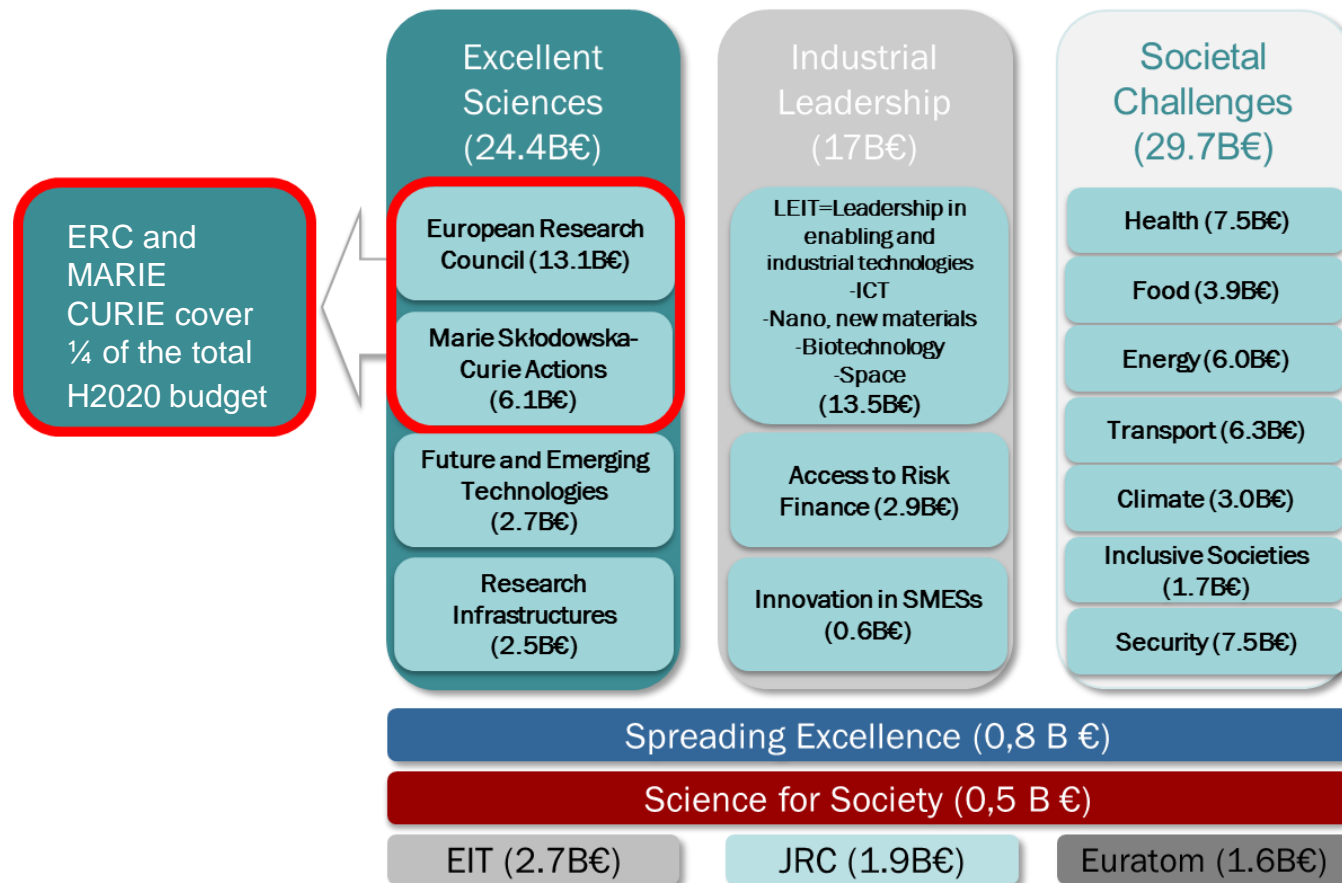 Excellent
Sciences
(24.4B€)
European Research
Council (13.1B€)
Marie Skłodowska-
Curie Actions
(6.1B€)
Future and Emerging
Technologies
(2.7B€)
Research
Infrastructures
(2.5B€)
ERC and
MARIE
CURIE cover
¼ of the total
H2020 budget
Industrial
Leadership
(17B€)
LEIT=Leadership in
enabling and
industrial technologies
-ICT
-Nano, new materials
-Biotechnology
-Space
(13.5B€)
Access to Risk
Finance (2.9B€)
Innovation in SMESs
(0.6B€)
Societal
Challenges
(29.7B€)
Health (7.5B€)
Food (3.9B€)
Energy (6.0B€)
Transport (6.3B€)
Climate (3.0B€)
Inclusive Societies
(1.7B€)
Security (7.5B€)
Spreading Excellence (0,8 B €)
Science for Society (0,5 B €)
EIT (2.7B€)
JRC (1.9B€)
Euratom (1.6B€)